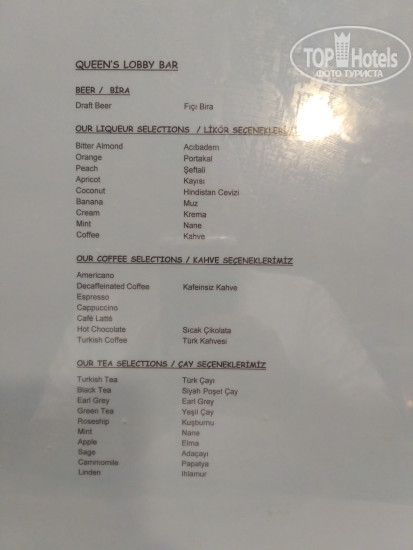 TOP Hotels
ФОТО ТУРИСТА
QUEEN'S LOBBY BAR
BEER / BİRA
Draft Beer Fıçı Bira
OUR LIQUEUR SELECTIONS / LİKÖR SEÇENEKLERİ
Bitter Almond Acıbadem
Orange Portakal
Peach Şeftali
Apricot Kayısı
Coconut Hindistan Cevizi
Banana Muz
Cream Krema
Mint Nane
Coffee Kahve
OUR COFFEE SELECTIONS / KAHVE SEÇENEKLERİMİZ
Americano
Decaffeinated Coffee Kafeinsiz Kahve
Espresso
Cappuccino
Café Latté
Hot Chocolate Sıcak Çikolata
Turkish Coffee Türk Kahvesi
OUR TEA SELECTIONS / ÇAY SEÇENEKLERİMİZ
Turkish Tea Türk Çayı
Black Tea Siyah Poşet Çay
Earl Grey Earl Grey
Green Tea Yeşil Çay
Roseship Kuşburnu
Mint Nane
Apple Elma
Sage Adaçayı
Cammomile Papatya
Linden Ihlamur